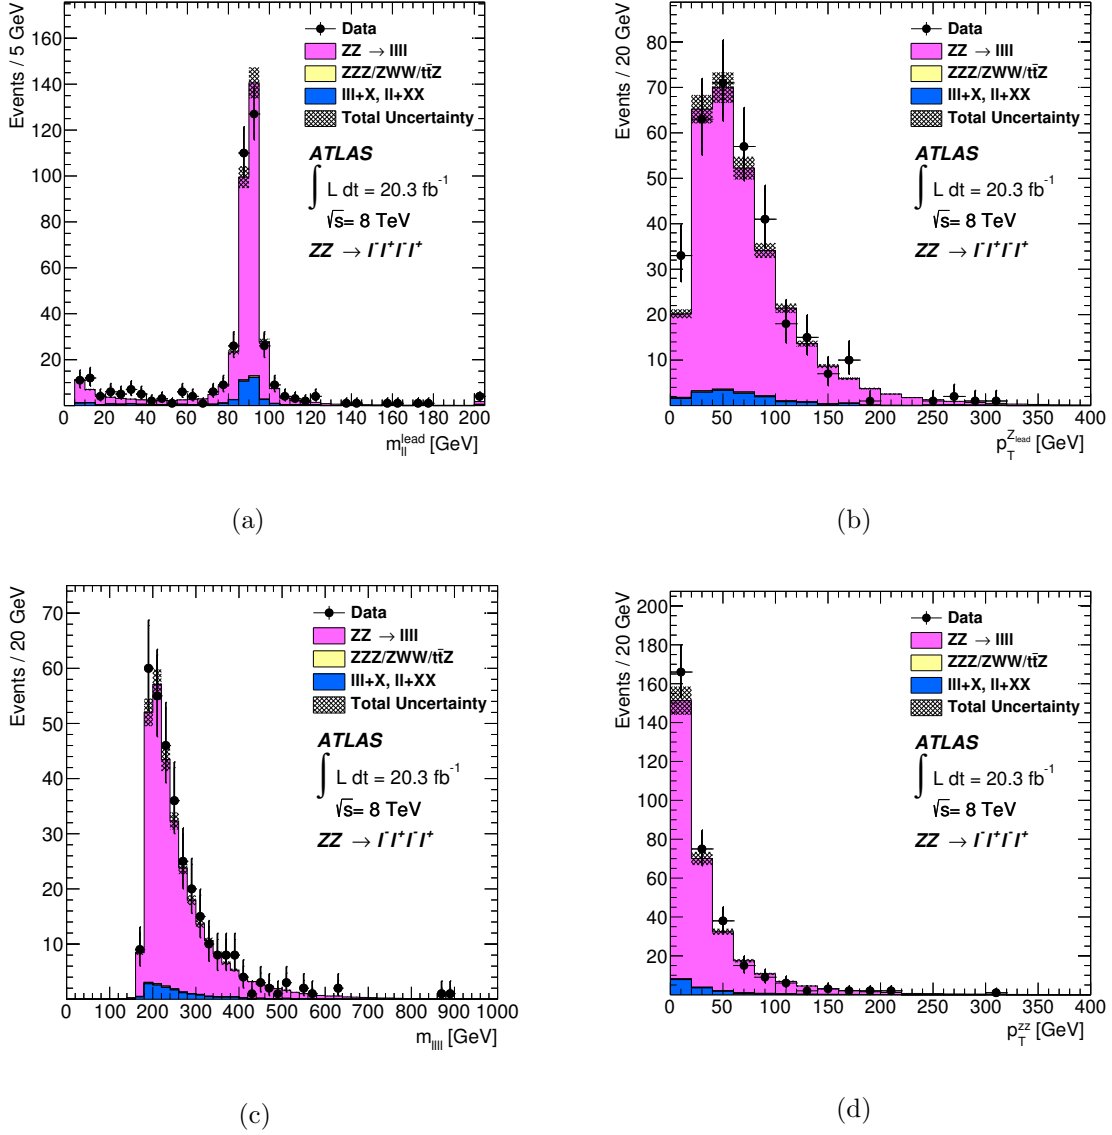 Events / 5 GeV
160
140
120
100
80
60
40
20
0 20 40 60 80 100 120 140 160 180 200
m_ll^lead [GeV]
Data
ZZ → llll
ZZZ/ZWW/tt̄Z
lll+X, ll+XX
Total Uncertainty
ATLAS
∫ L dt = 20.3 fb⁻¹
√s= 8 TeV
ZZ → l⁻l⁺l⁻l⁺
(a)
Events / 20 GeV
80
70
60
50
40
30
20
10
0
0 50 100 150 200 250 300 350 400
p_T^Z_lead [GeV]
Data
ZZ → llll
ZZZ/ZWW/tt̄Z
lll+X, ll+XX
Total Uncertainty
ATLAS
∫ L dt = 20.3 fb⁻¹
√s= 8 TeV
ZZ → l⁻l⁺l⁻l⁺
(b)
Events / 20 GeV
70
60
50
40
30
20
10
0 100 200 300 400 500 600 700 800 900 1000
m_llll [GeV]
Data
ZZ → llll
ZZZ/ZWW/tt̄Z
lll+X, ll+XX
Total Uncertainty
ATLAS
∫ L dt = 20.3 fb⁻¹
√s= 8 TeV
ZZ → l⁻l⁺l⁻l⁺
(c)
Events / 20 GeV
200
180
160
140
120
100
80
60
40
20
0
0 50 100 150 200 250 300 350 400
p_T^ZZ [GeV]
Data
ZZ → llll
ZZZ/ZWW/tt̄Z
lll+X, ll+XX
Total Uncertainty
ATLAS
∫ L dt = 20.3 fb⁻¹
√s= 8 TeV
ZZ → l⁻l⁺l⁻l⁺
(d)